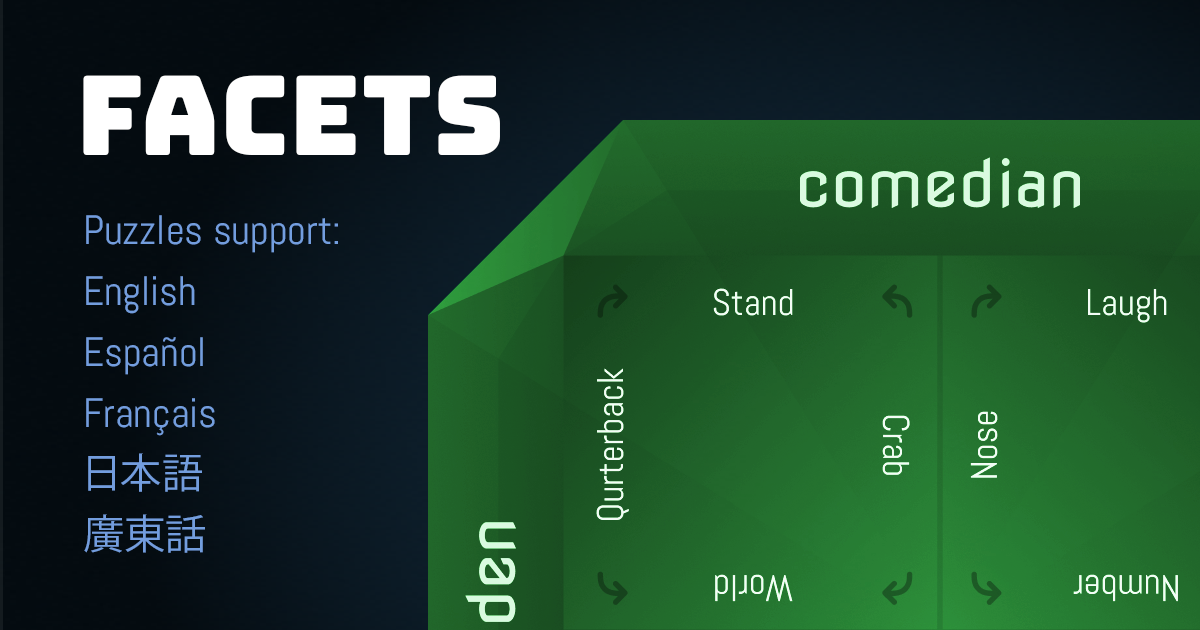 FACETS
Puzzles support:
English
Español
Français
日本語
廣東話
comedian
Stand
Laugh
Qurterback
Crab
Nose
World
Number